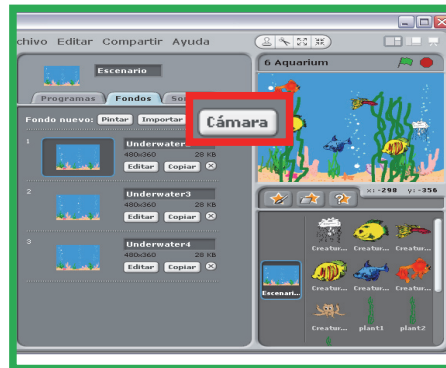 chivo Editar Compartir Ayuda
Escenario
6 Aquarium
Programas Fondos So
Fondo nuevo: Pintar Importar Cámara
1
480x360 28 KB
Editar Copiar
2 Underwater3
480x360 28 KB
Editar Copiar
3 Underwater4
480x360 28 KB
Editar Copiar
x: -298 y: -356
Creatur... Creatur... Creatur...
Escenari...
Creatur... Creatur... Creatur...
Creatur... plant1 plant2